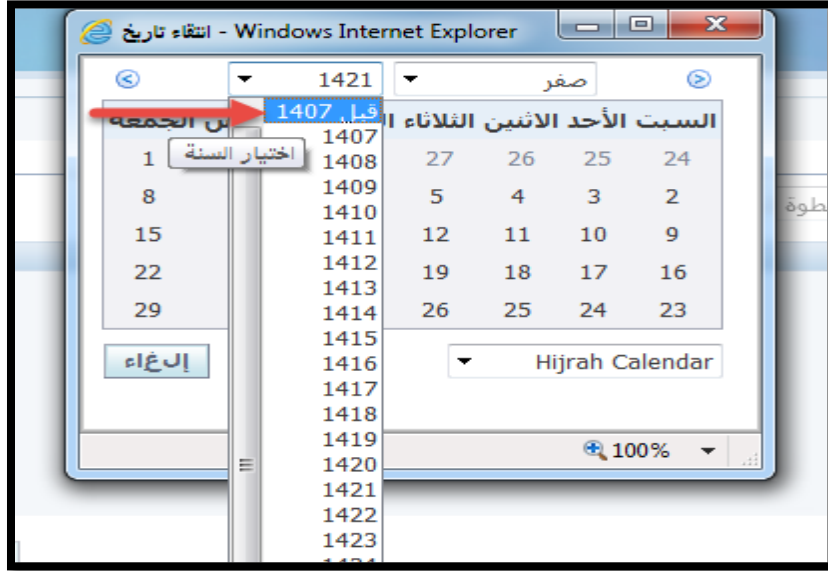 انتقاء تاريخ - Windows Internet Explorer
صفر 1421
قبل 1407
السبت الأحد الاثنين الثلاثاء الجمعة
اختيار السنة
24 25 26 27 1
2 3 4 5 8
9 10 11 12 15
16 17 18 19 22
23 24 25 26 29
1407
1408
1409
1410
1411
1412
1413
1414
1415
1416
1417
1418
1419
1420
1421
1422
1423
Hijrah Calendar إلغاء
100%